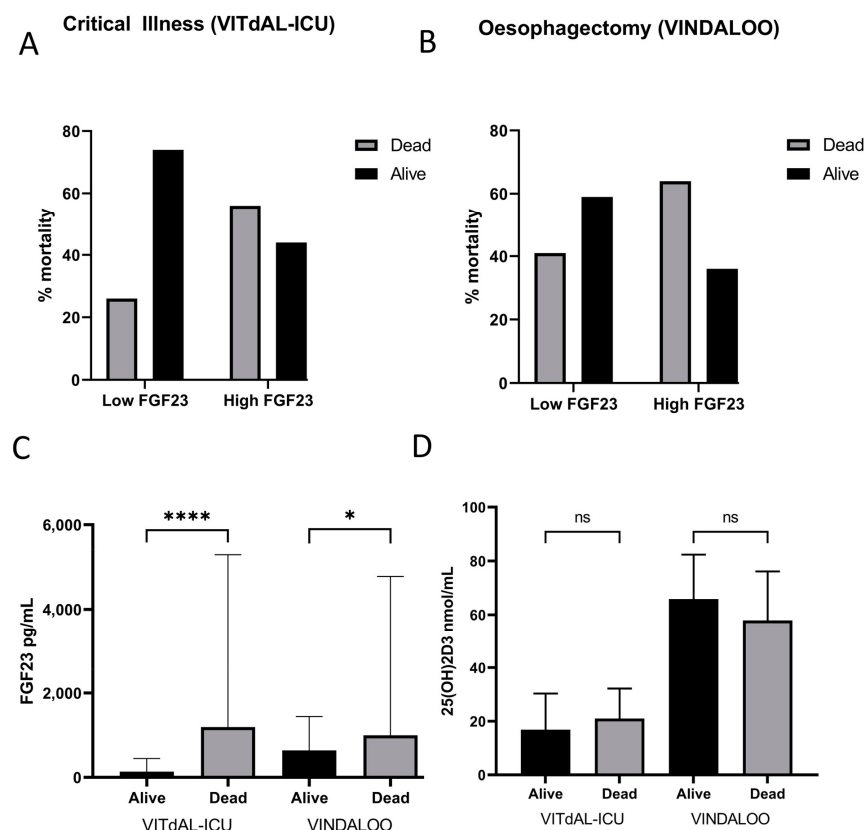 Critical Illness (VITdAL-ICU)
A
80
60
40
20
0
% mortality
Low FGF23
High FGF23
Dead
Alive
Oesophagectomy (VINDALOO)
B
80
60
40
20
0
% mortality
Low FGF23
High FGF23
Dead
Alive
C
6,000
4,000
2,000
0
FGF23 pg/mL
****
*
Alive
Dead
Alive
Dead
VITdAL-ICU
VINDALOO
D
100
80
60
40
20
0
25(OH)2D3 nmol/mL
ns
ns
Alive
Dead
Alive
Dead
VITdAL-ICU
VINDALOO